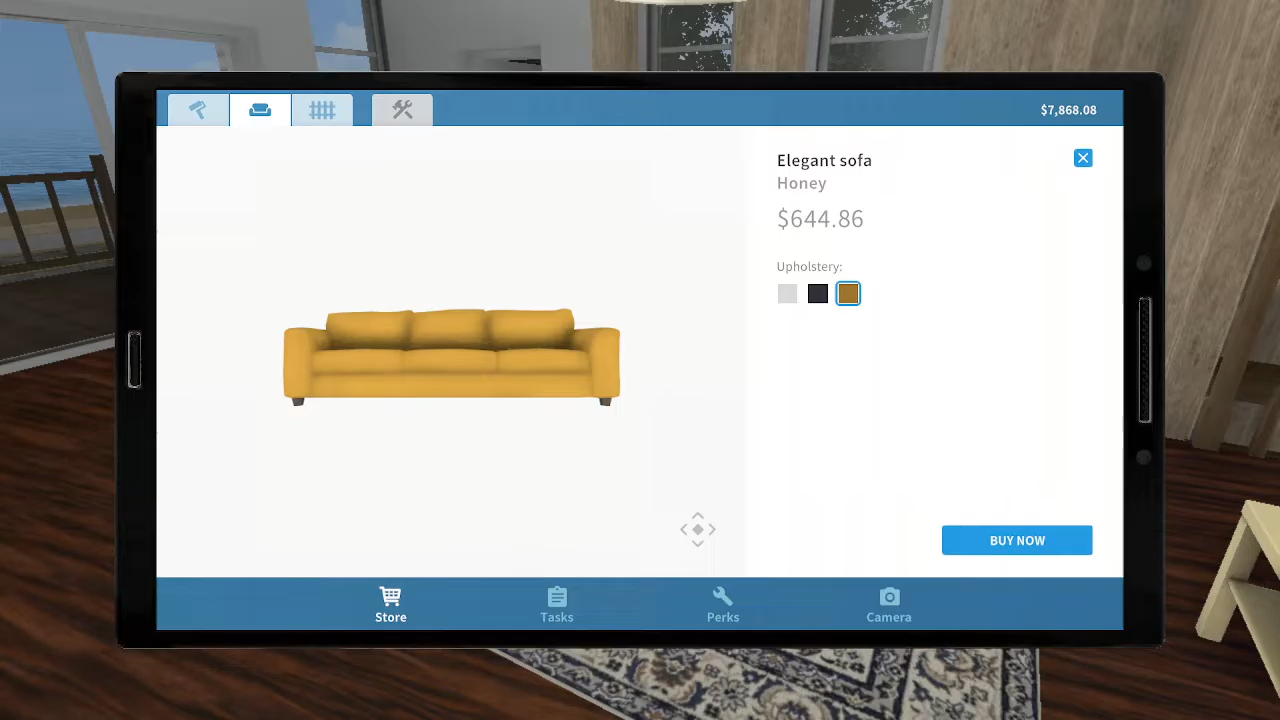 $7,868.08
Elegant sofa
Honey
$644.86
Upholstery:
BUY NOW
Store
Tasks
Perks
Camera